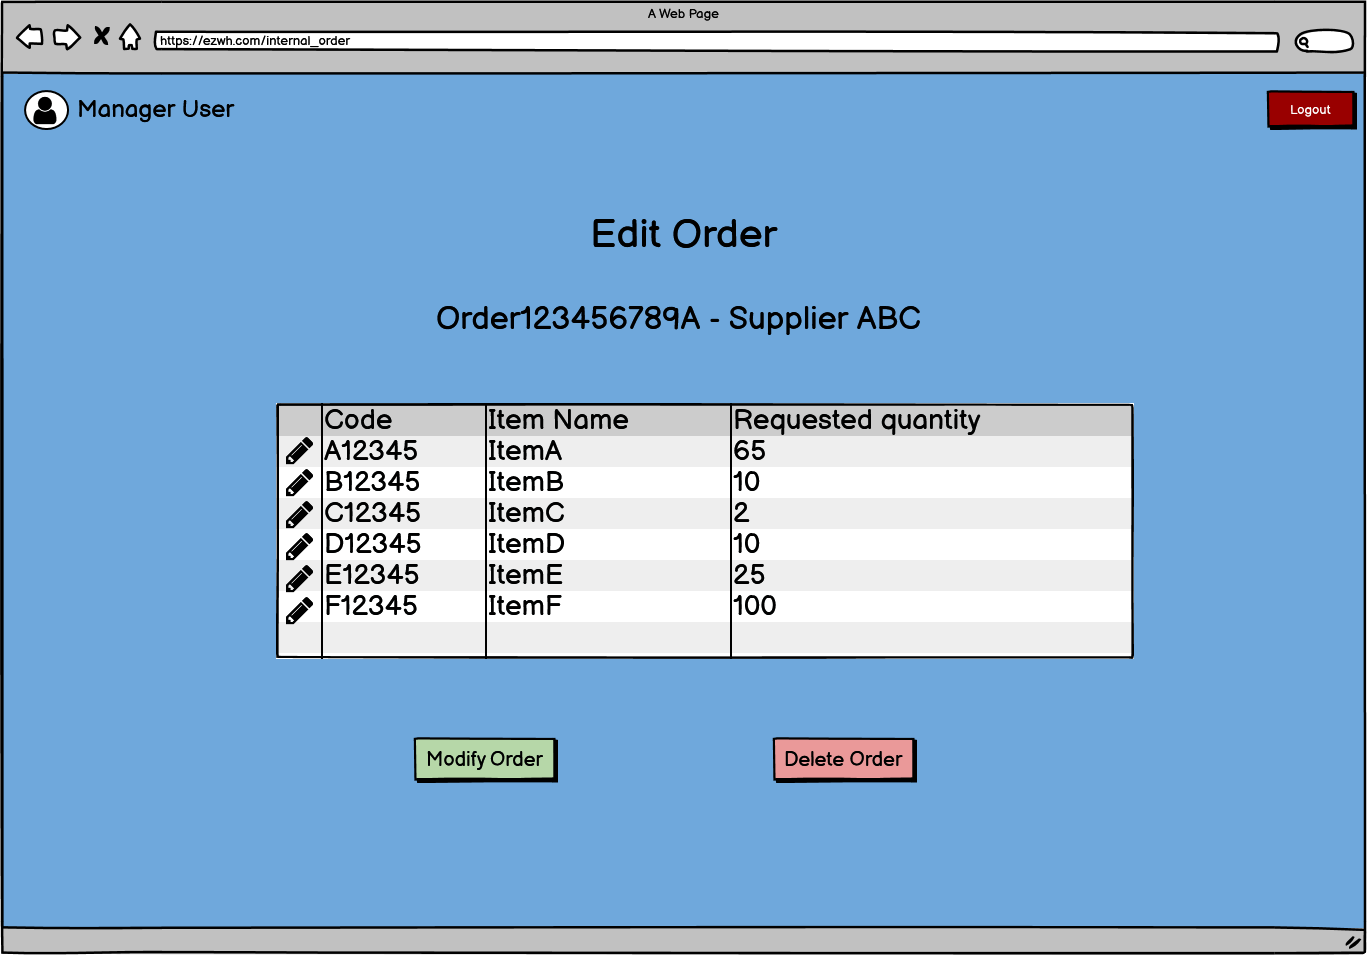 A Web Page
https://ezwh.com/internal_order
Manager User
Logout
Edit Order
Order123456789A - Supplier ABC
Code Item Name Requested quantity
A12345 ItemA 65
B12345 ItemB 10
C12345 ItemC 2
D12345 ItemD 10
E12345 ItemE 25
F12345 ItemF 100
Modify Order Delete Order